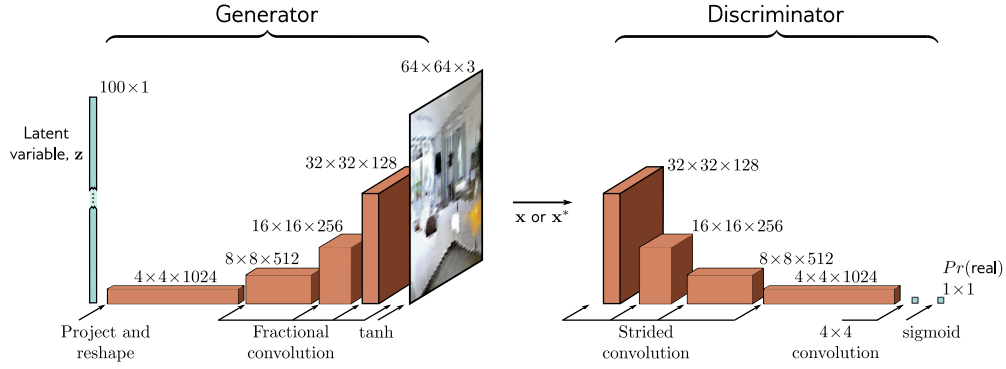 Generator
Discriminator
64×64×3
100×1
Latent
variable, z
32×32×128
32×32×128
x or x*
16×16×256
16×16×256
8×8×512
8×8×512
4×4×1024
4×4×1024
Pr(real)
1×1
Project and
reshape
Fractional
convolution
tanh
Strided
convolution
4×4
convolution
sigmoid